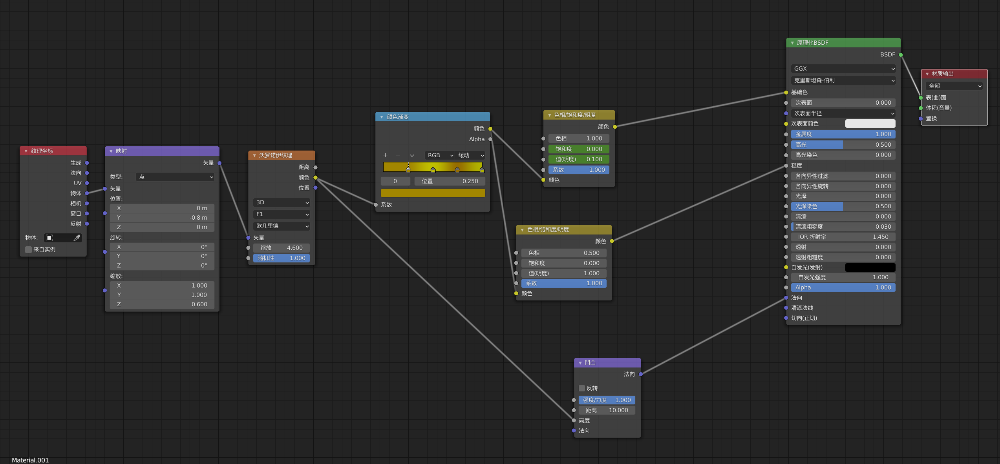 纹理坐标
生成
法向
UV
物体
相机
窗口
反射
物体:
来自实例
映射
矢量
类型: 点
矢量
位置:
X 0 m
Y -0.8 m
Z 0 m
旋转:
X 0°
Y 0°
Z 0°
缩放:
X 1.000
Y 1.000
Z 0.600
沃罗诺伊纹理
距离
颜色
位置
3D
F1
欧几里德
矢量
缩放 4.600
随机性 1.000
颜色渐变
颜色
Alpha
RGB 缓动
0 位置 0.250
系数
色相/饱和度/明度
颜色
色相 1.000
饱和度 0.000
值(明度) 0.100
系数 1.000
颜色
色相/饱和度/明度
颜色
色相 0.500
饱和度 0.000
值(明度) 1.000
系数 1.000
颜色
凹凸
法向
反转
强度/力度 1.000
距离 10.000
高度
法向
原理化BSDF
BSDF
GGX
克里斯坦森-伯利
基础色
次表面 0.000
次表面半径
次表面颜色
金属度 1.000
高光 0.500
高光染色 0.000
糙度
各向异性过滤 0.000
各向异性旋转 0.000
光泽 0.000
光泽染色 0.500
清漆 0.000
清漆粗糙度 0.030
IOR 折射率 1.450
透射 0.000
透射粗糙度 0.000
自发光(发射)
自发光强度 1.000
Alpha 1.000
法向
清漆法线
切向(正切)
材质输出
全部
表(曲)面
体积(音量)
置换
Material.001